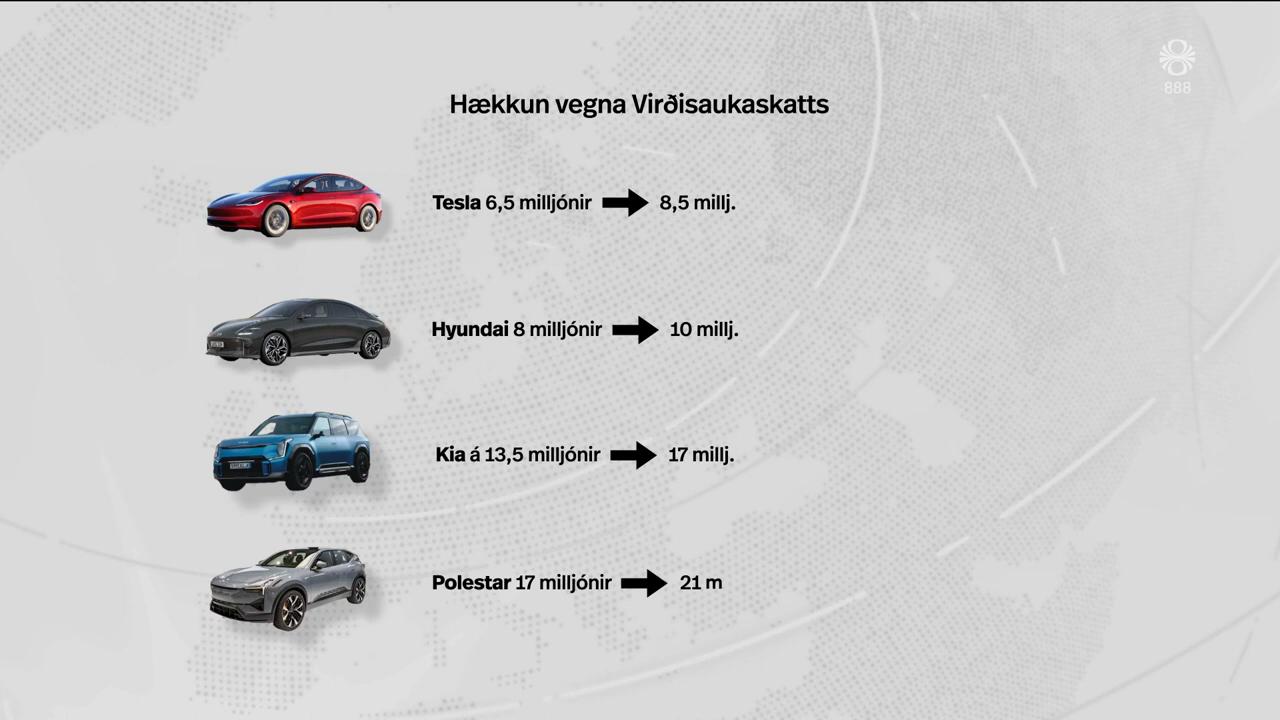 888
Hækkun vegna Virðisaukaskatts
Tesla 6,5 milljónir 8,5 millj.
Hyundai 8 milljónir 10 millj.
Kia á 13,5 milljónir 17 millj.
Polestar 17 milljónir 21 m